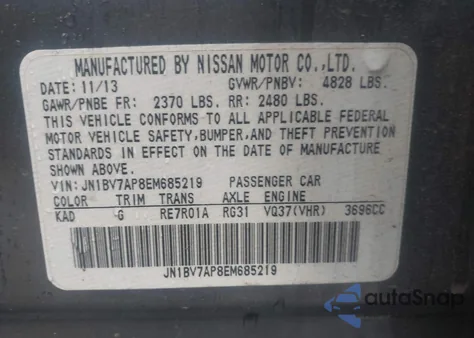 MANUFACTURED BY NISSAN MOTOR CO.,LTD.
DATE: 11/13 GVWR/PNBV: 4828 LBS.
GAWR/PNBE FR: 2370 LBS. RR: 2480 LBS.
THIS VEHICLE CONFORMS TO ALL APPLICABLE FEDERAL
MOTOR VEHICLE SAFETY, BUMPER, AND THEFT PREVENTION
STANDARDS IN EFFECT ON THE DATE OF MANUFACTURE
SHOWN ABOVE.
VIN: JN1BV7AP8EM685219 PASSENGER CAR
COLOR TRIM TRANS AXLE ENGINE
KAD G RE7R01A RG31 VQ37(VHR) 3696CC
JN1BV7AP8EM685219
autoSnap